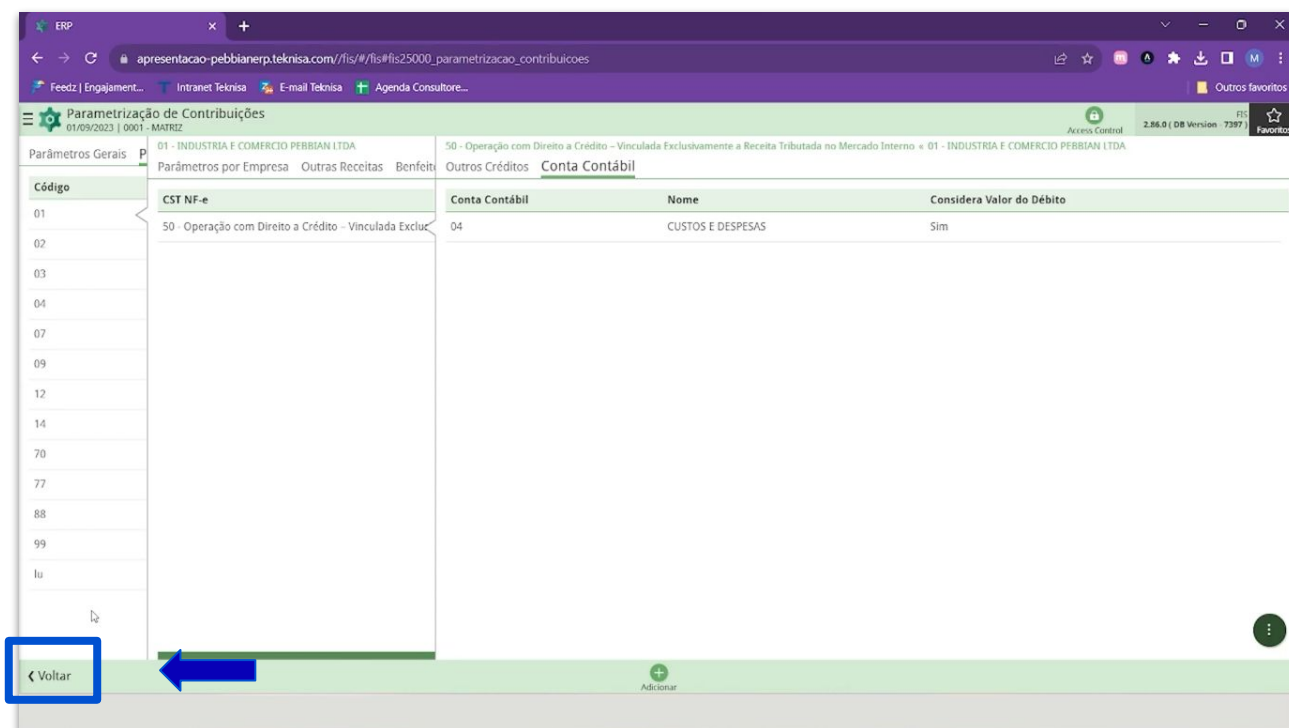 ERP
apresentacao-pebbianerp.teknisa.com//fis/#/fis#fis25000_parametrizacao_contribuicoes
M
Feedz | Engajament... Intranet Teknisa E-mail Teknisa Agenda Consultore... Outros favoritos
Parametrização de Contribuições
01/09/2023 | 0001 - MATRIZ
Access Control
FIS
2.86.0 ( DB Version - 7397 )
Favoritos
Parâmetros Gerais P
01 - INDUSTRIA E COMERCIO PEBBIAN LTDA
Parâmetros por Empresa Outras Receitas Benfeit
50 - Operação com Direito a Crédito – Vinculada Exclusivamente a Receita Tributada no Mercado Interno « 01 - INDUSTRIA E COMERCIO PEBBIAN LTDA
Outros Créditos Conta Contábil
Código
01
02
03
04
07
09
12
14
70
77
88
99
lu
CST NF-e
50 - Operação com Direito a Crédito – Vinculada Exclus
Conta Contábil Nome Considera Valor do Débito
04 CUSTOS E DESPESAS Sim
Voltar
Adicionar